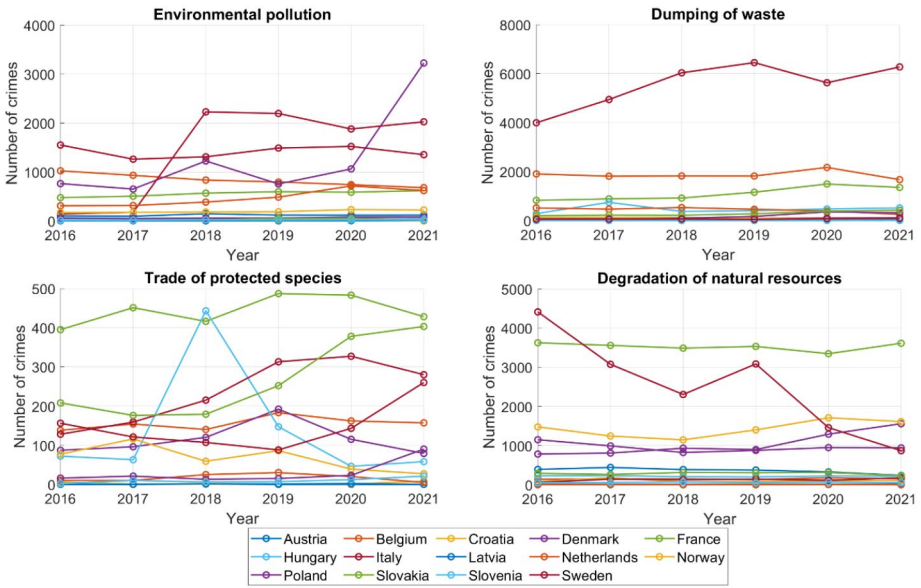 Environmental pollution
Number of crimes
4000
3000
2000
1000
0
2016 2017 2018 2019 2020 2021
Year
Dumping of waste
Number of crimes
8000
6000
4000
2000
0
2016 2017 2018 2019 2020 2021
Year
Trade of protected species
Number of crimes
500
400
300
200
100
0
2016 2017 2018 2019 2020 2021
Year
Degradation of natural resources
Number of crimes
5000
4000
3000
2000
1000
0
2016 2017 2018 2019 2020 2021
Year
Austria Belgium Croatia Denmark France
Hungary Italy Latvia Netherlands Norway
Poland Slovakia Slovenia Sweden